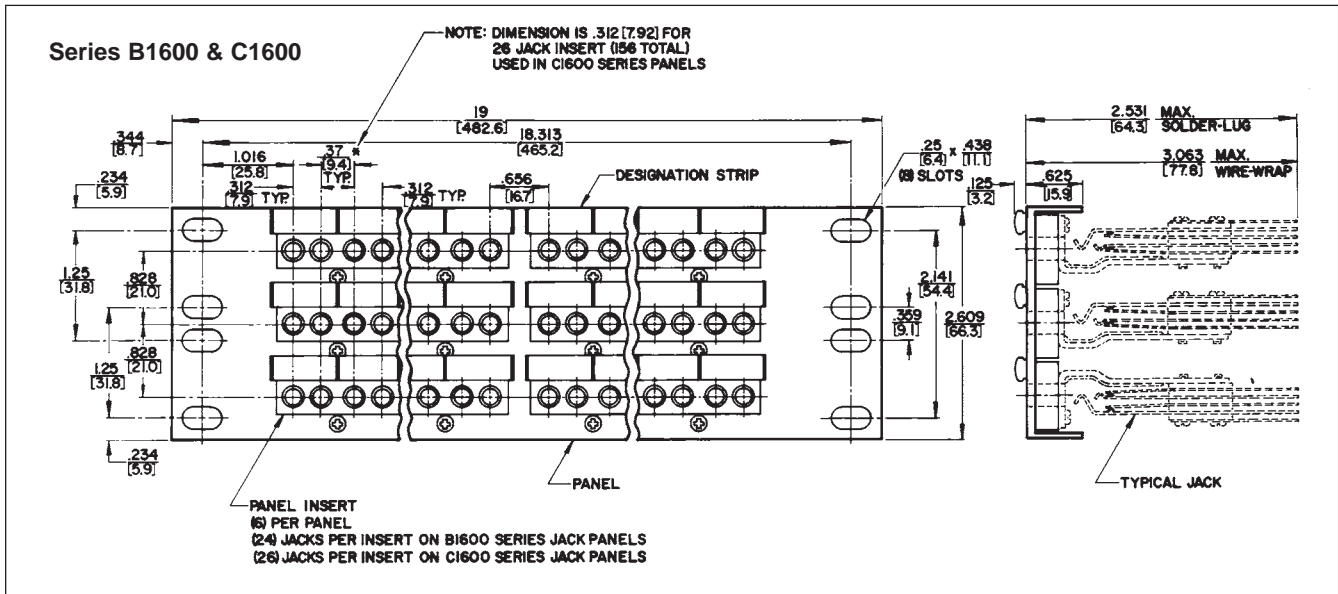 Series B1600 & C1600
NOTE: DIMENSION IS .312 [7.92] FOR
26 JACK INSERT (156 TOTAL)
USED IN C1600 SERIES PANELS
19
[482.6]
18.313
[465.2]
.344
[8.7]
1.016
[25.8]
.37 *
(9.4)
TYP.
.25 x .438
[6.4] [11.1]
(8) SLOTS
2.531 MAX.
[64.3] SOLDER-LUG
3.063 MAX.
[77.8] WIRE-WRAP
.234
[5.9]
.312 TYP.
[7.9]
.312 TYP.
[7.9]
.656
[16.7]
DESIGNATION STRIP
.125
[3.2]
.625
[15.9]
1.25
[31.8]
.828
[21.0]
2.141
[54.4]
.359
[9.1]
2.609
[66.3]
1.25
[31.8]
.828
[21.0]
.234
[5.9]
PANEL
TYPICAL JACK
PANEL INSERT
(6) PER PANEL
(24) JACKS PER INSERT ON B1600 SERIES JACK PANELS
(26) JACKS PER INSERT ON C1600 SERIES JACK PANELS